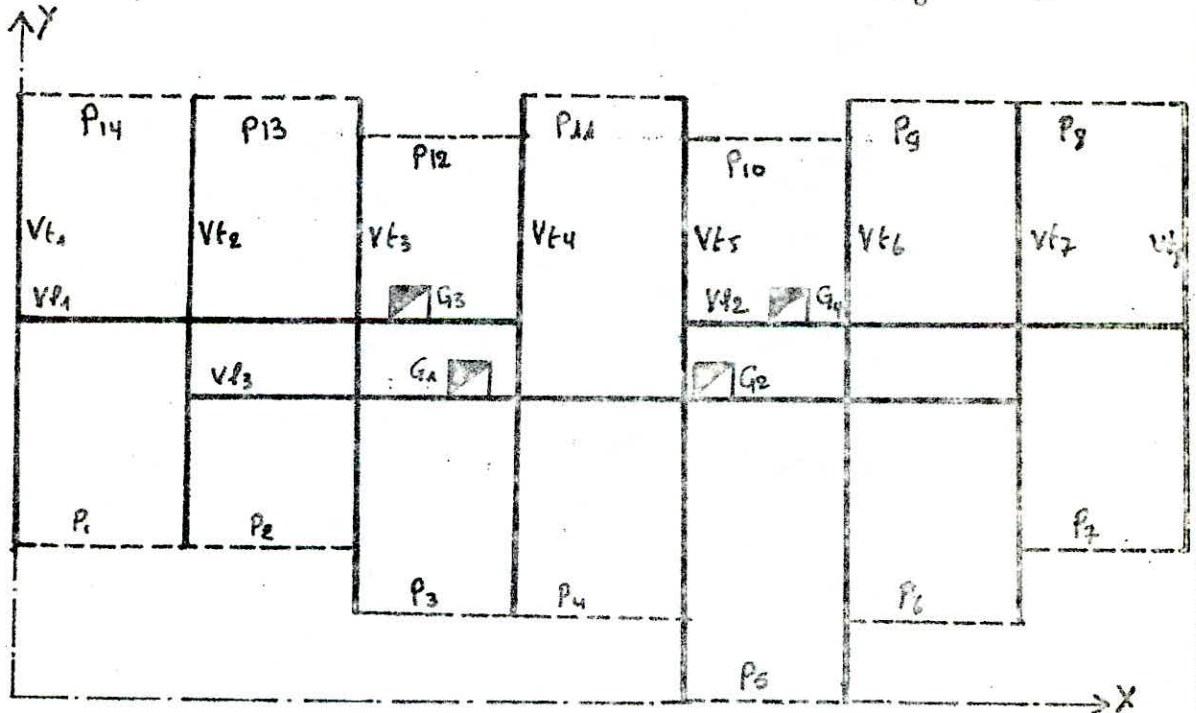 Y
P14 P13 P11 P9 P8
P12 P10
Vt1 Vt2 Vt3 Vt4 Vt5 Vt6 Vt7
Vl1 G3 Vl2 G4
Vl3 G1 G2
P1 P2 P7
P3 P4 P6
P5
X